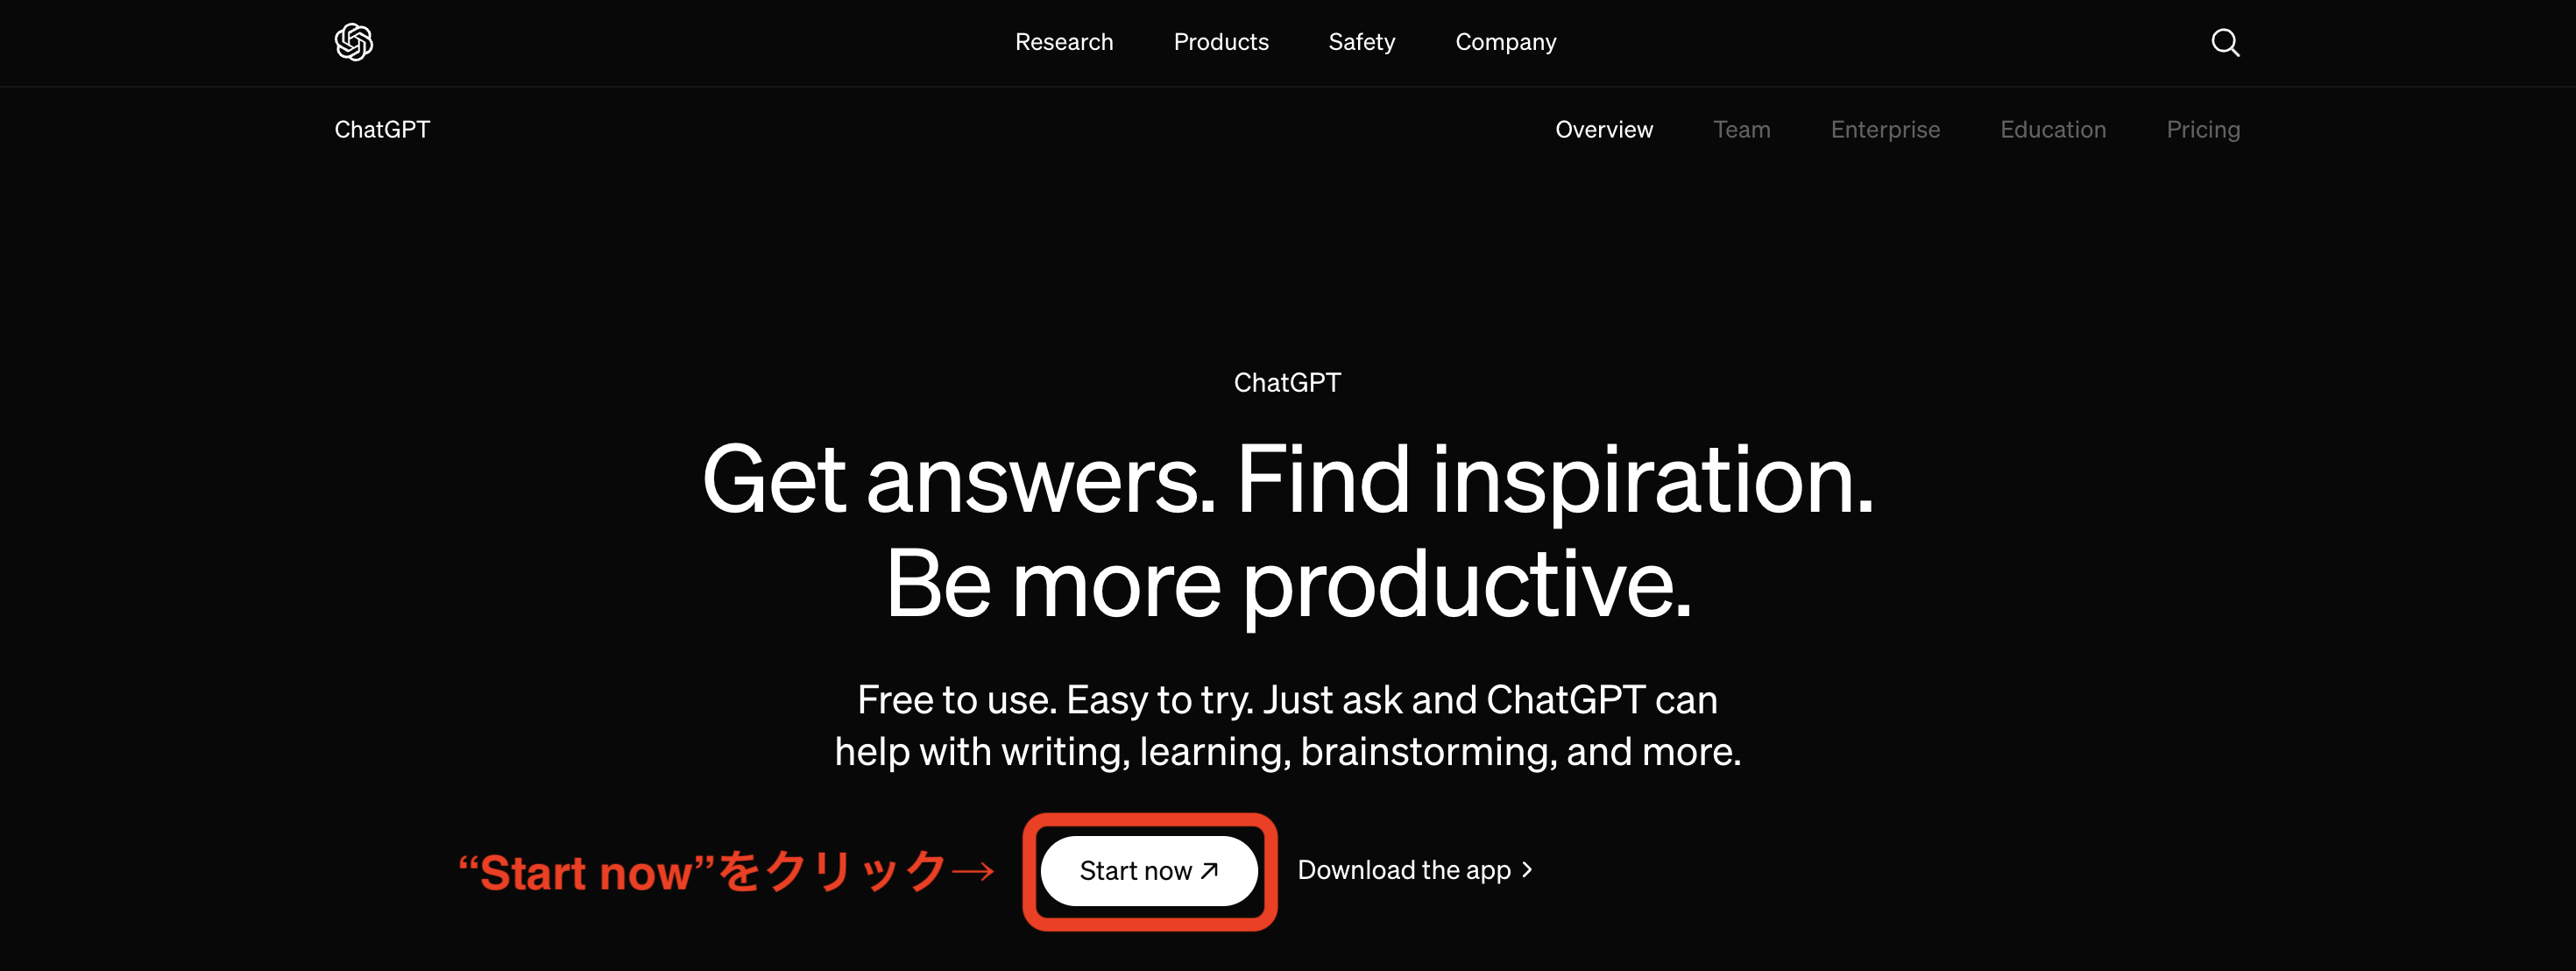 Research Products Safety Company
ChatGPT Overview Team Enterprise Education Pricing
ChatGPT
Get answers. Find inspiration.
Be more productive.
Free to use. Easy to try. Just ask and ChatGPT can
help with writing, learning, brainstorming, and more.
“Start now”をクリック→ Start now ↗ Download the app >